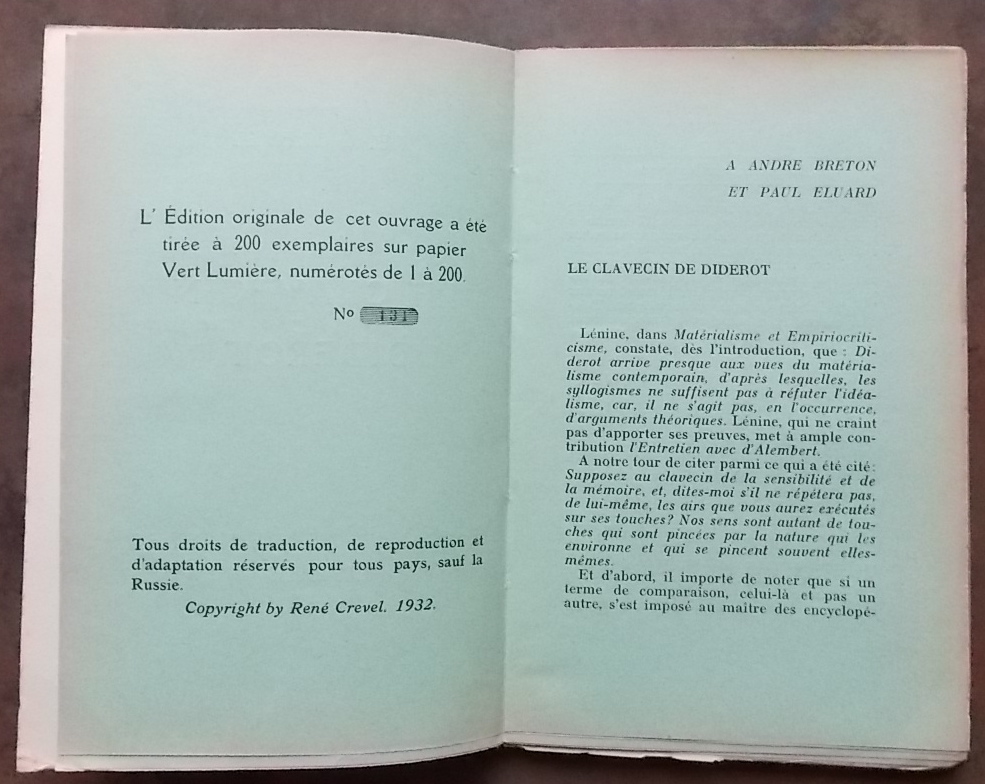 L' Édition originale de cet ouvrage a été
tirée à 200 exemplaires sur papier
Vert Lumière, numérotés de 1 à 200.
Nº 131
Tous droits de traduction, de reproduction et
d'adaptation réservés pour tous pays, sauf la
Russie.
Copyright by René Crevel. 1932.
A ANDRE BRETON
ET PAUL ELUARD
LE CLAVECIN DE DIDEROT
Lénine, dans Matérialisme et Empiriocriti-
cisme, constate, dès l'introduction, que : Di-
derot arrive presque aux vues du matéria-
lisme contemporain, d'après lesquelles, les
syllogismes ne suffisent pas à réfuter l'idéa-
lisme, car, il ne s'agit pas, en l'occurrence,
d'arguments théoriques. Lénine, qui ne craint
pas d'apporter ses preuves, met à ample con-
tribution l'Entretien avec d'Alembert.
A notre tour de citer parmi ce qui a été cité:
Supposez au clavecin de la sensibilité et de
la mémoire, et, dites-moi s'il ne répétera pas,
de lui-même, les airs que vous aurez exécutés
sur ses touches? Nos sens sont autant de tou-
ches qui sont pincées par la nature qui les
environne et qui se pincent souvent elles-
mêmes.
Et d'abord, il importe de noter que si un
terme de comparaison, celui-là et pas un
autre, s'est imposé au maître des encyclopé-